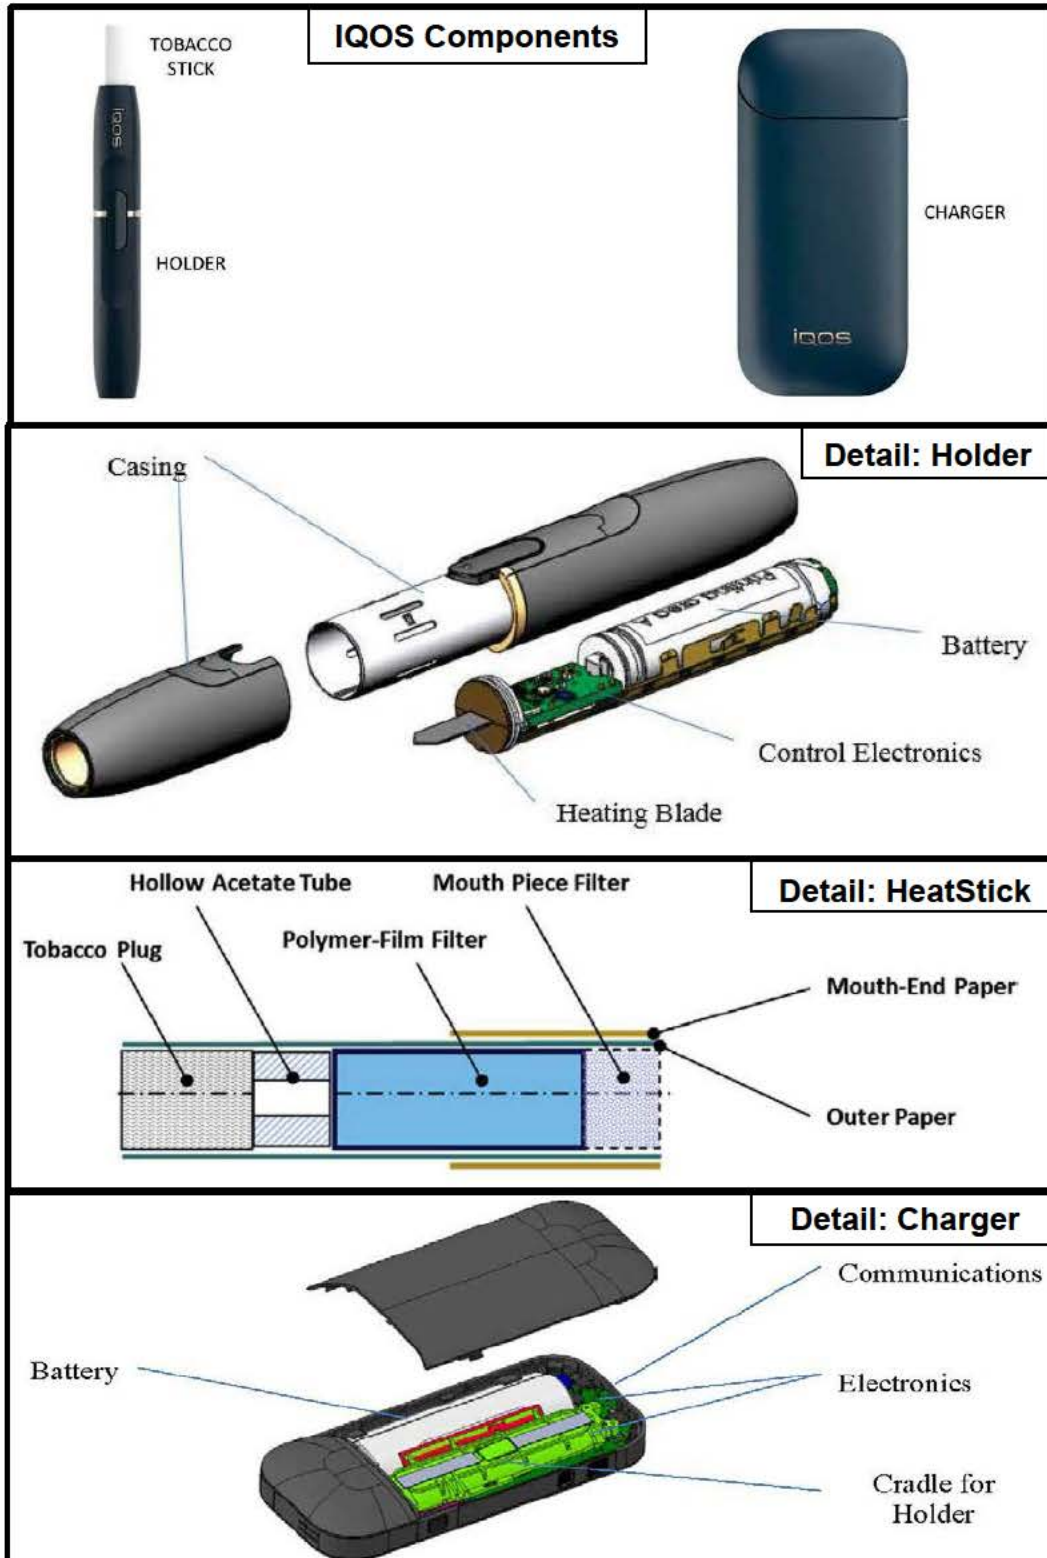 IQOS Components
TOBACCO
STICK
iqos
HOLDER
CHARGER
iqos
Detail: Holder
Casing
Printing area A
Battery
Control Electronics
Heating Blade
Detail: HeatStick
Hollow Acetate Tube
Mouth Piece Filter
Polymer-Film Filter
Tobacco Plug
Mouth-End Paper
Outer Paper
Detail: Charger
Communications
Battery
Electronics
Cradle for
Holder